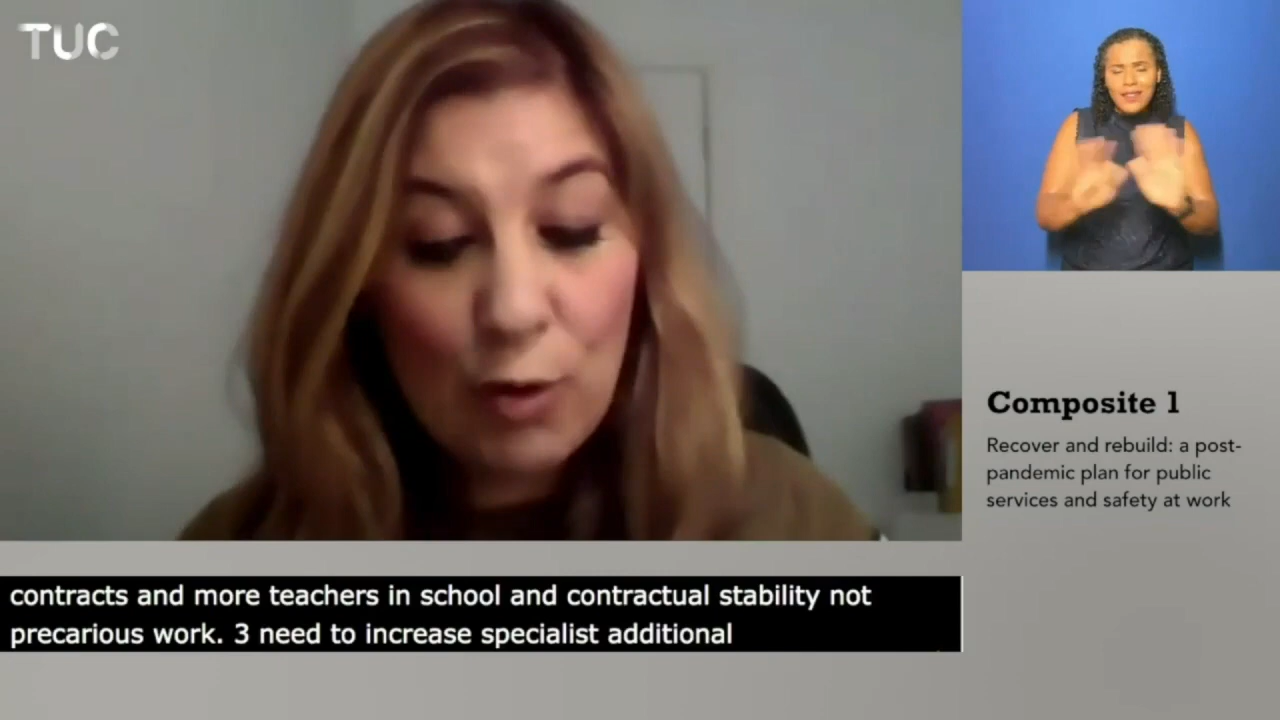 TUC
Composite 1
Recover and rebuild: a post-
pandemic plan for public
services and safety at work
contracts and more teachers in school and contractual stability not
precarious work. 3 need to increase specialist additional